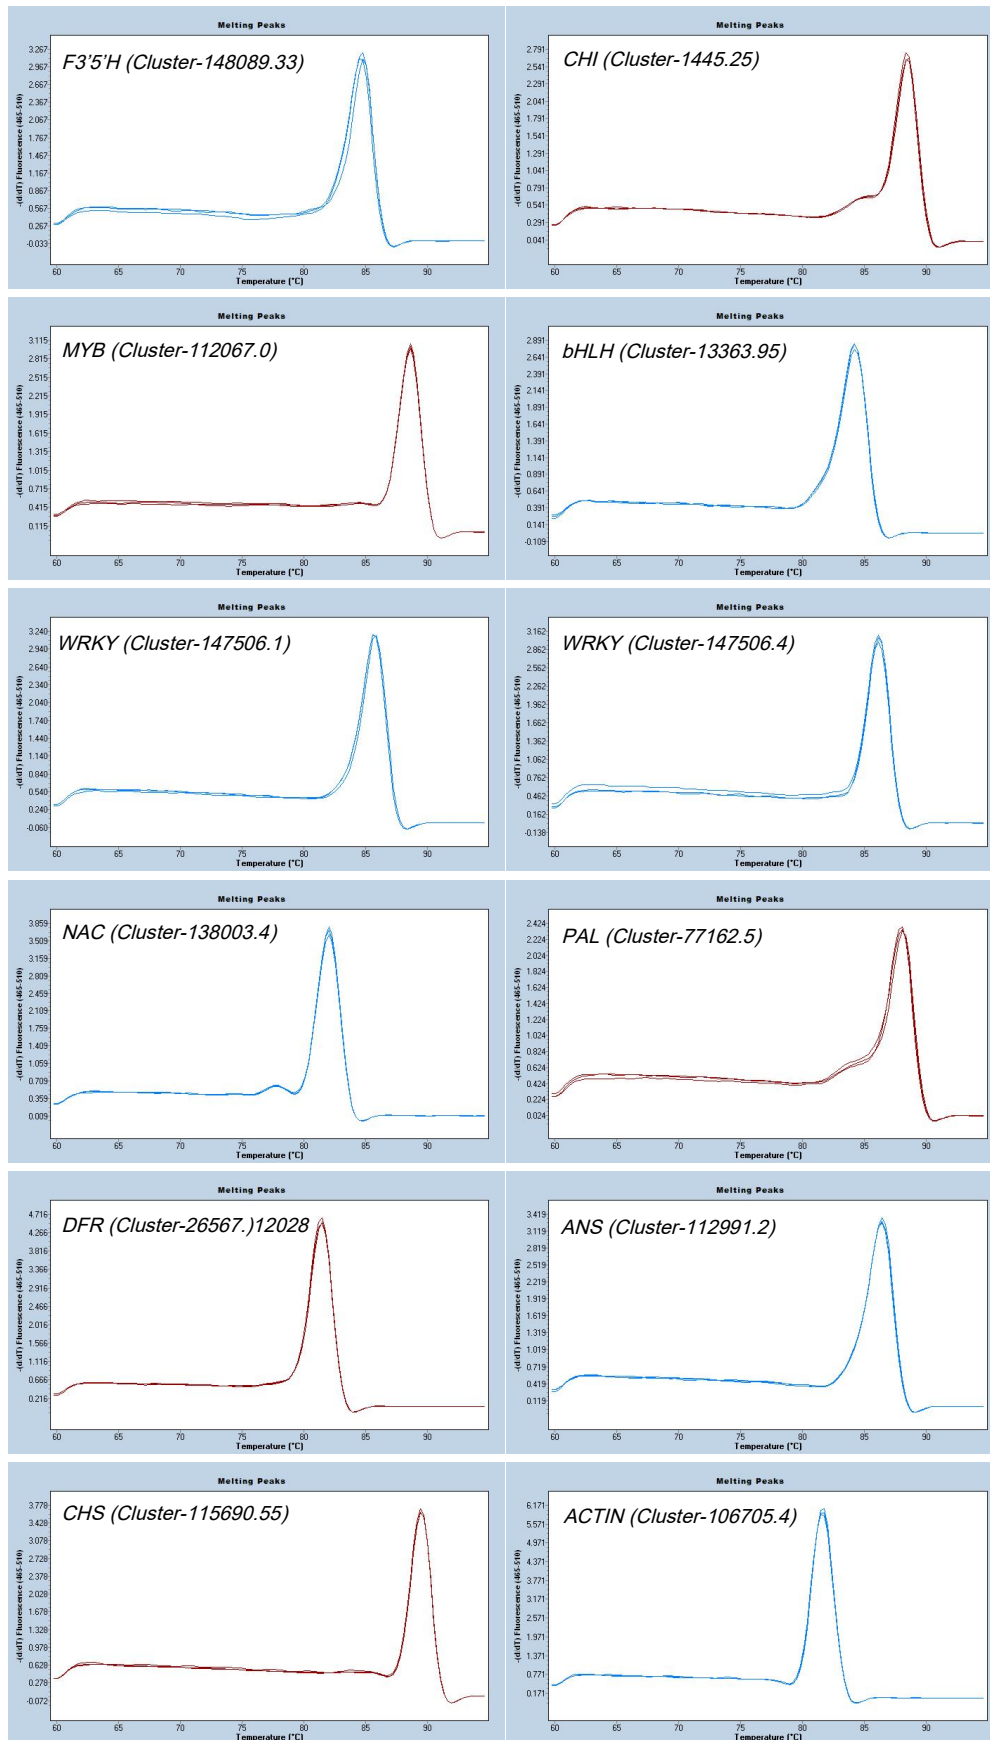 Melting Peaks
F3'5'H (Cluster-148089.33)
3.267
2.967
2.667
2.367
2.067
1.767
1.467
1.167
0.867
0.567
0.267
-0.033
-(d/dT) Fluorescence (465-510)
60 65 70 75 80 85 90
Temperature (°C)
Melting Peaks
CHI (Cluster-1445.25)
2.791
2.541
2.291
2.041
1.791
1.541
1.291
1.041
0.791
0.541
0.291
0.041
-(d/dT) Fluorescence (465-510)
60 65 70 75 80 85 90
Temperature (°C)
Melting Peaks
MYB (Cluster-112067.0)
3.115
2.815
2.515
2.215
1.915
1.615
1.315
1.015
0.715
0.415
0.115
-(d/dT) Fluorescence (465-510)
60 65 70 75 80 85 90
Temperature (°C)
Melting Peaks
bHLH (Cluster-13363.95)
2.891
2.641
2.391
2.141
1.891
1.641
1.391
1.141
0.891
0.641
0.391
0.141
-0.109
-(d/dT) Fluorescence (465-510)
60 65 70 75 80 85 90
Temperature (°C)
Melting Peaks
WRKY (Cluster-147506.1)
3.240
2.940
2.640
2.340
2.040
1.740
1.440
1.140
0.840
0.540
0.240
-0.060
-(d/dT) Fluorescence (465-510)
60 65 70 75 80 85 90
Temperature (°C)
Melting Peaks
WRKY (Cluster-147506.4)
3.162
2.862
2.562
2.262
1.962
1.662
1.362
1.062
0.762
0.462
0.162
-0.138
-(d/dT) Fluorescence (465-510)
60 65 70 75 80 85 90
Temperature (°C)
Melting Peaks
NAC (Cluster-138003.4)
3.859
3.509
3.159
2.809
2.459
2.109
1.759
1.409
1.059
0.709
0.359
0.009
-(d/dT) Fluorescence (465-510)
60 65 70 75 80 85 90
Temperature (°C)
Melting Peaks
PAL (Cluster-77162.5)
2.424
2.224
2.024
1.824
1.624
1.424
1.224
1.024
0.824
0.624
0.424
0.224
0.024
-(d/dT) Fluorescence (465-510)
60 65 70 75 80 85 90
Temperature (°C)
Melting Peaks
DFR (Cluster-26567.)12028
4.716
4.266
3.816
3.366
2.916
2.466
2.016
1.566
1.116
0.666
0.216
-(d/dT) Fluorescence (465-510)
60 65 70 75 80 85 90
Temperature (°C)
Melting Peaks
ANS (Cluster-112991.2)
3.419
3.119
2.819
2.519
2.219
1.919
1.619
1.319
1.019
0.719
0.419
0.119
-(d/dT) Fluorescence (465-510)
60 65 70 75 80 85 90
Temperature (°C)
Melting Peaks
CHS (Cluster-115690.55)
3.778
3.428
3.078
2.728
2.378
2.028
1.678
1.328
0.978
0.628
0.278
-0.072
-(d/dT) Fluorescence (465-510)
60 65 70 75 80 85 90
Temperature (°C)
Melting Peaks
ACTIN (Cluster-106705.4)
6.171
5.571
4.971
4.371
3.771
3.171
2.571
1.971
1.371
0.771
0.171
-(d/dT) Fluorescence (465-510)
60 65 70 75 80 85 90
Temperature (°C)